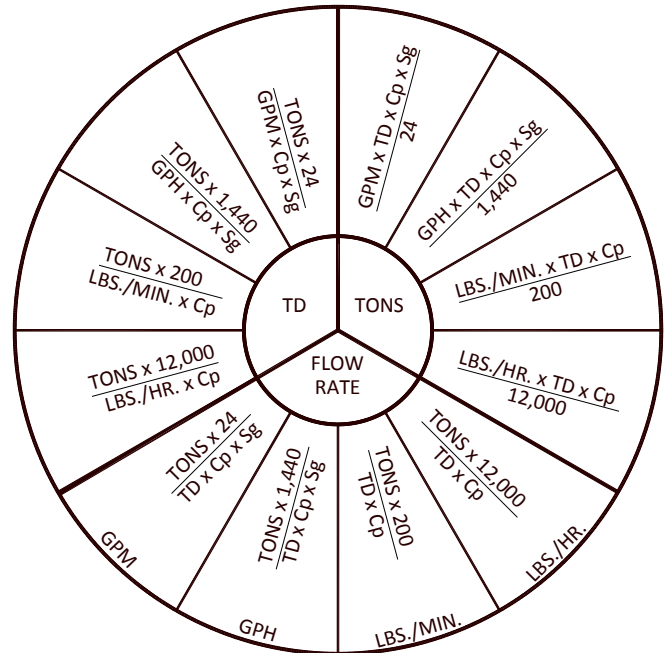 TONS x 24
GPM x Cp x Sg
GPM x TD x Cp x Sg
24
TONS x 1,440
GPH x Cp x Sg
GPH x TD x Cp x Sg
1,440
TONS x 200
LBS./MIN. x Cp
LBS./MIN. x TD x Cp
200
TD
TONS
FLOW
RATE
TONS x 12,000
LBS./HR. x Cp
LBS./HR. x TD x Cp
12,000
TONS x 24
TD x Cp x Sg
TONS x 1,440
TD x Cp x Sg
TONS x 200
TD x Cp
TONS x 12,000
TD x Cp
GPM
GPH
LBS./MIN.
LBS./HR.